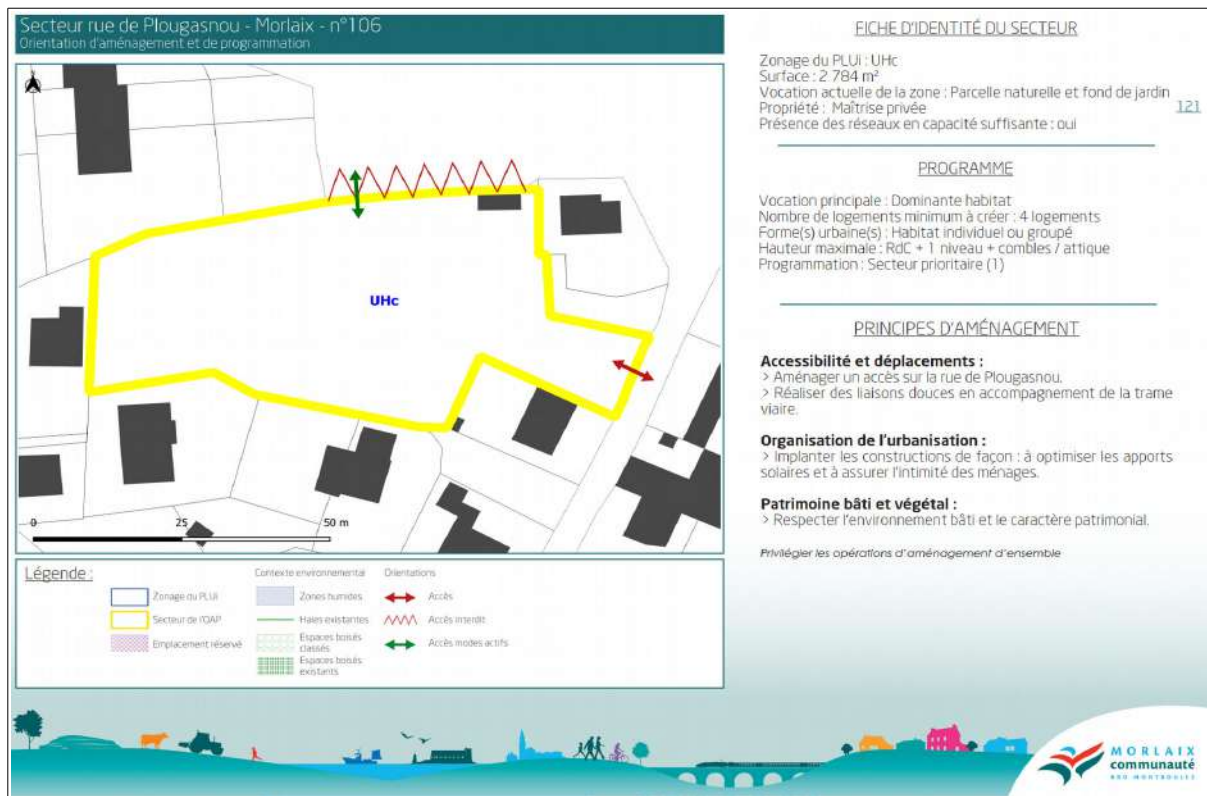 Secteur rue de Plougasnou - Morlaix - n°106
Orientation d'aménagement et de programmation
UHc
0 25 50 m
Légende :
Zonage du PLUi
Secteur de l'OAP
Emplacement réservé
Contexte environnemental
Zones humides
Haies existantes
Espaces boisés
classés
Espaces boisés
existants
Orientations
Accès
Accès interdit
Accès modes actifs
FICHE D'IDENTITÉ DU SECTEUR
Zonage du PLUi : UHc
Surface : 2 784 m²
Vocation actuelle de la zone : Parcelle naturelle et fond de jardin
Propriété : Maîtrise privée
Présence des réseaux en capacité suffisante : oui
121
PROGRAMME
Vocation principale : Dominante habitat
Nombre de logements minimum à créer : 4 logements
Forme(s) urbaine(s) : Habitat individuel ou groupé
Hauteur maximale : RdC + 1 niveau + combles / attique
Programmation : Secteur prioritaire (1)
PRINCIPES D'AMÉNAGEMENT
Accessibilité et déplacements :
> Aménager un accès sur la rue de Plougasnou.
> Réaliser des liaisons douces en accompagnement de la trame
viaire.
Organisation de l'urbanisation :
> Implanter les constructions de façon : à optimiser les apports
solaires et à assurer l'intimité des ménages.
Patrimoine bâti et végétal :
> Respecter l'environnement bâti et le caractère patrimonial.
Privilégier les opérations d'aménagement d'ensemble
MORLAIX
communauté
BRO MONTROULEZ